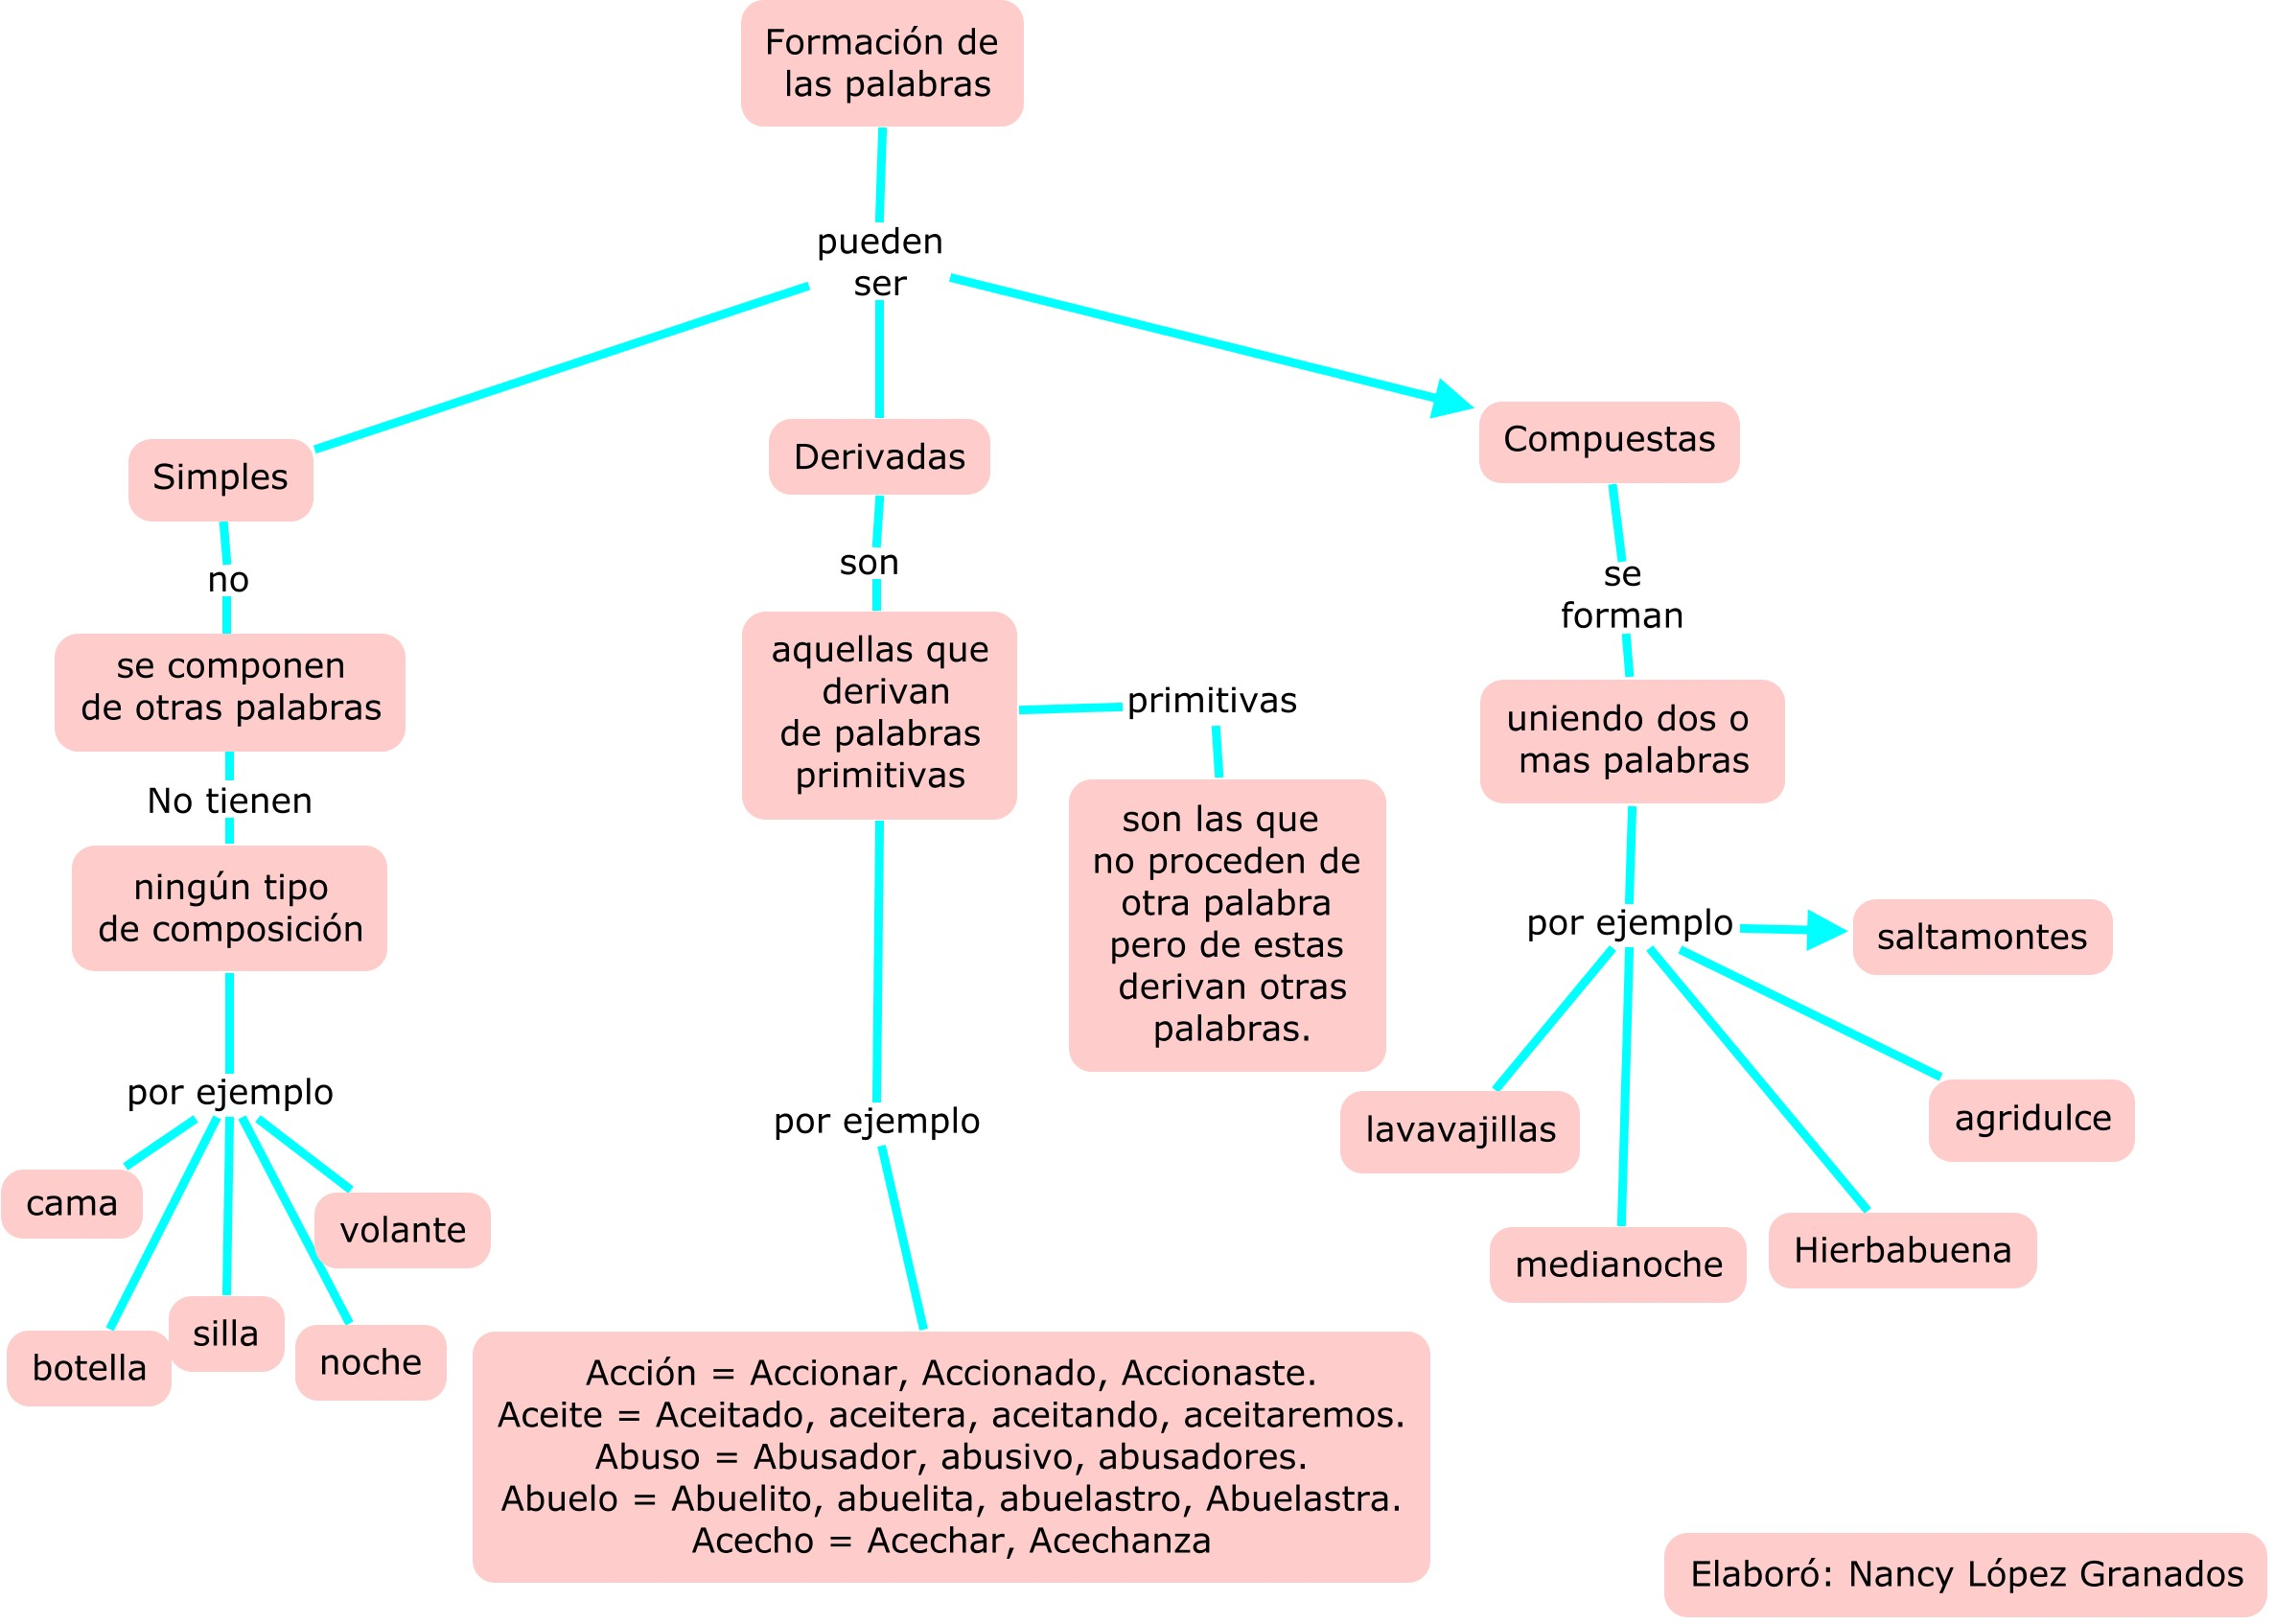 Formación de
las palabras
pueden
ser
Simples
no
se componen
de otras palabras
No tienen
ningún tipo
de composición
por ejemplo
cama
botella
silla
noche
volante
Derivadas
son
aquellas que
derivan
de palabras
primitivas
primitivas
son las que
no proceden de
otra palabra
pero de estas
derivan otras
palabras.
por ejemplo
Acción = Accionar, Accionado, Accionaste.
Aceite = Aceitado, aceitera, aceitando, aceitaremos.
Abuso = Abusador, abusivo, abusadores.
Abuelo = Abuelito, abuelita, abuelastro, Abuelastra.
Acecho = Acechar, Acechanza
Compuestas
se
forman
uniendo dos o
mas palabras
por ejemplo
saltamontes
lavavajillas
medianoche
Hierbabuena
agridulce
Elaboró: Nancy López Granados